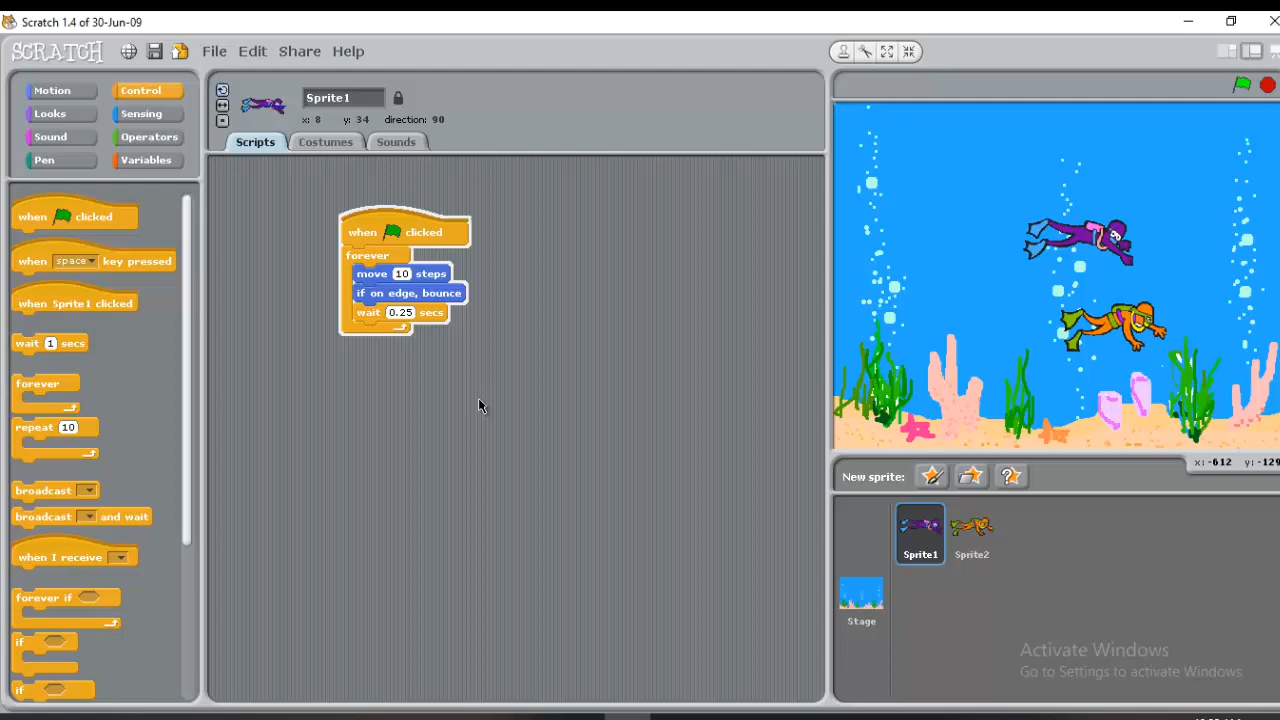 Scratch 1.4 of 30-Jun-09
SCRATCH File Edit Share Help
Motion Control
Looks Sensing
Sound Operators
Pen Variables
when clicked
when space key pressed
when Sprite1 clicked
wait 1 secs
forever
repeat 10
broadcast
broadcast and wait
when I receive
forever if
if
if
Sprite1
x: 8 y: 34 direction: 90
Scripts Costumes Sounds
when clicked
forever
move 10 steps
if on edge, bounce
wait 0.25 secs
x: -612 y: -129
New sprite:
Sprite1 Sprite2
Stage
Activate Windows
Go to Settings to activate Windows.